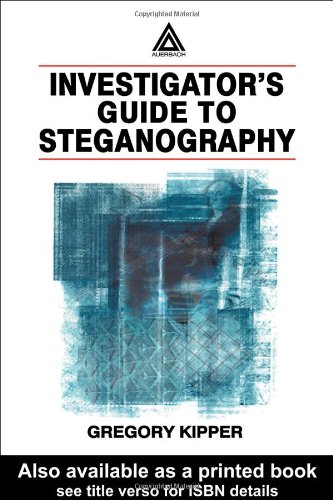 AUERBACH
INVESTIGATOR'S
GUIDE TO
STEGANOGRAPHY
GREGORY KIPPER
Also available as a printed book
see title verso for ISBN details